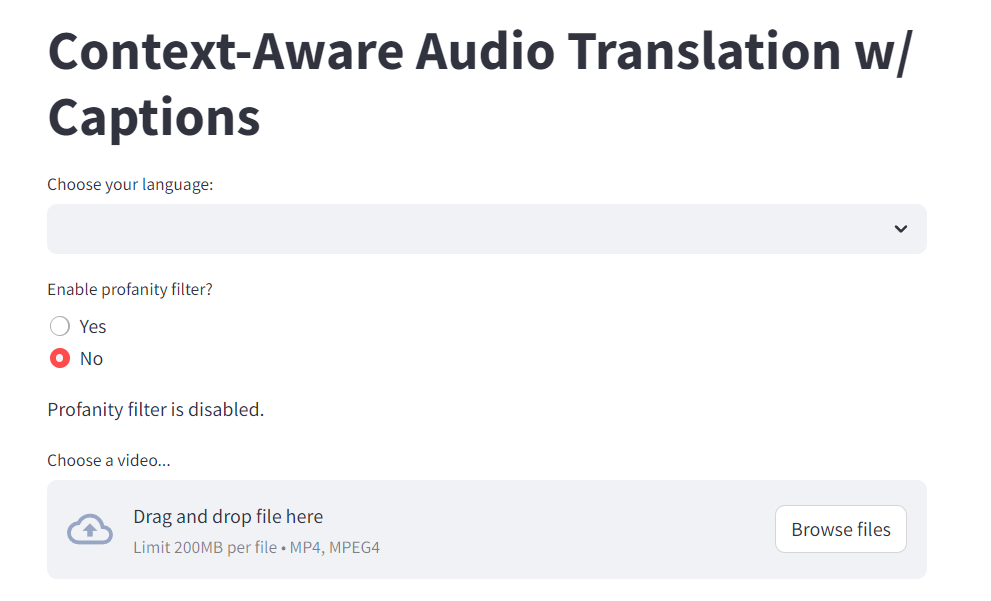 Context-Aware Audio Translation w/
Captions
Choose your language:
Enable profanity filter?
Yes
No
Profanity filter is disabled.
Choose a video...
Drag and drop file here
Limit 200MB per file • MP4, MPEG4
Browse files